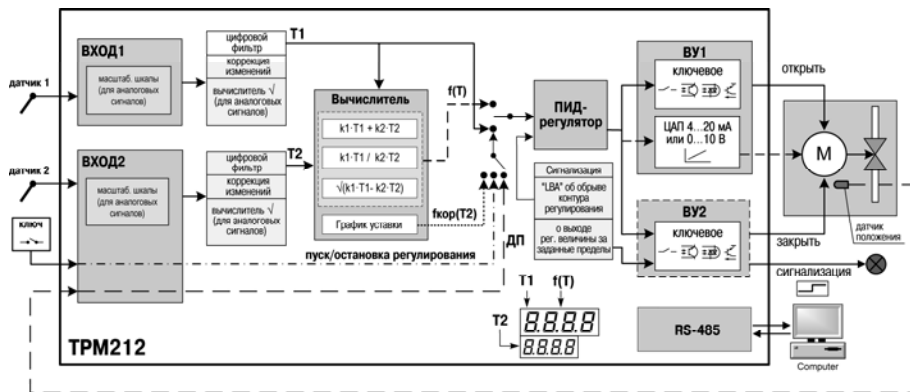 ВХОД1
масштаб. шкалы
(для аналоговых
сигналов)
датчик 1
цифровой
фильтр
коррекция
изменений
вычислитель √
(для аналоговых
сигналов)
T1
Вычислитель
k1·T1 + k2·T2
k1·T1 / k2·T2
√(k1·T1- k2·T2)
График уставки
f(T)
fкор(T2)
ВХОД2
масштаб. шкалы
(для аналоговых
сигналов)
датчик 2
ключ
цифровой
фильтр
коррекция
изменений
вычислитель √
(для аналоговых
сигналов)
T2
пуск/остановка регулирования
ДП
ПИД-
регулятор
Сигнализация
"LBA" об обрыве
контура
регулирования
о выходе
рег. величины за
заданные пределы
ВУ1
ключевое
ЦАП 4...20 мА
или 0...10 В
ВУ2
ключевое
открыть
M
закрыть
датчик
положения
сигнализация
T1 f(T)
T2
8.8.8.8
8.8.8.8
RS-485
Computer
ТРМ212